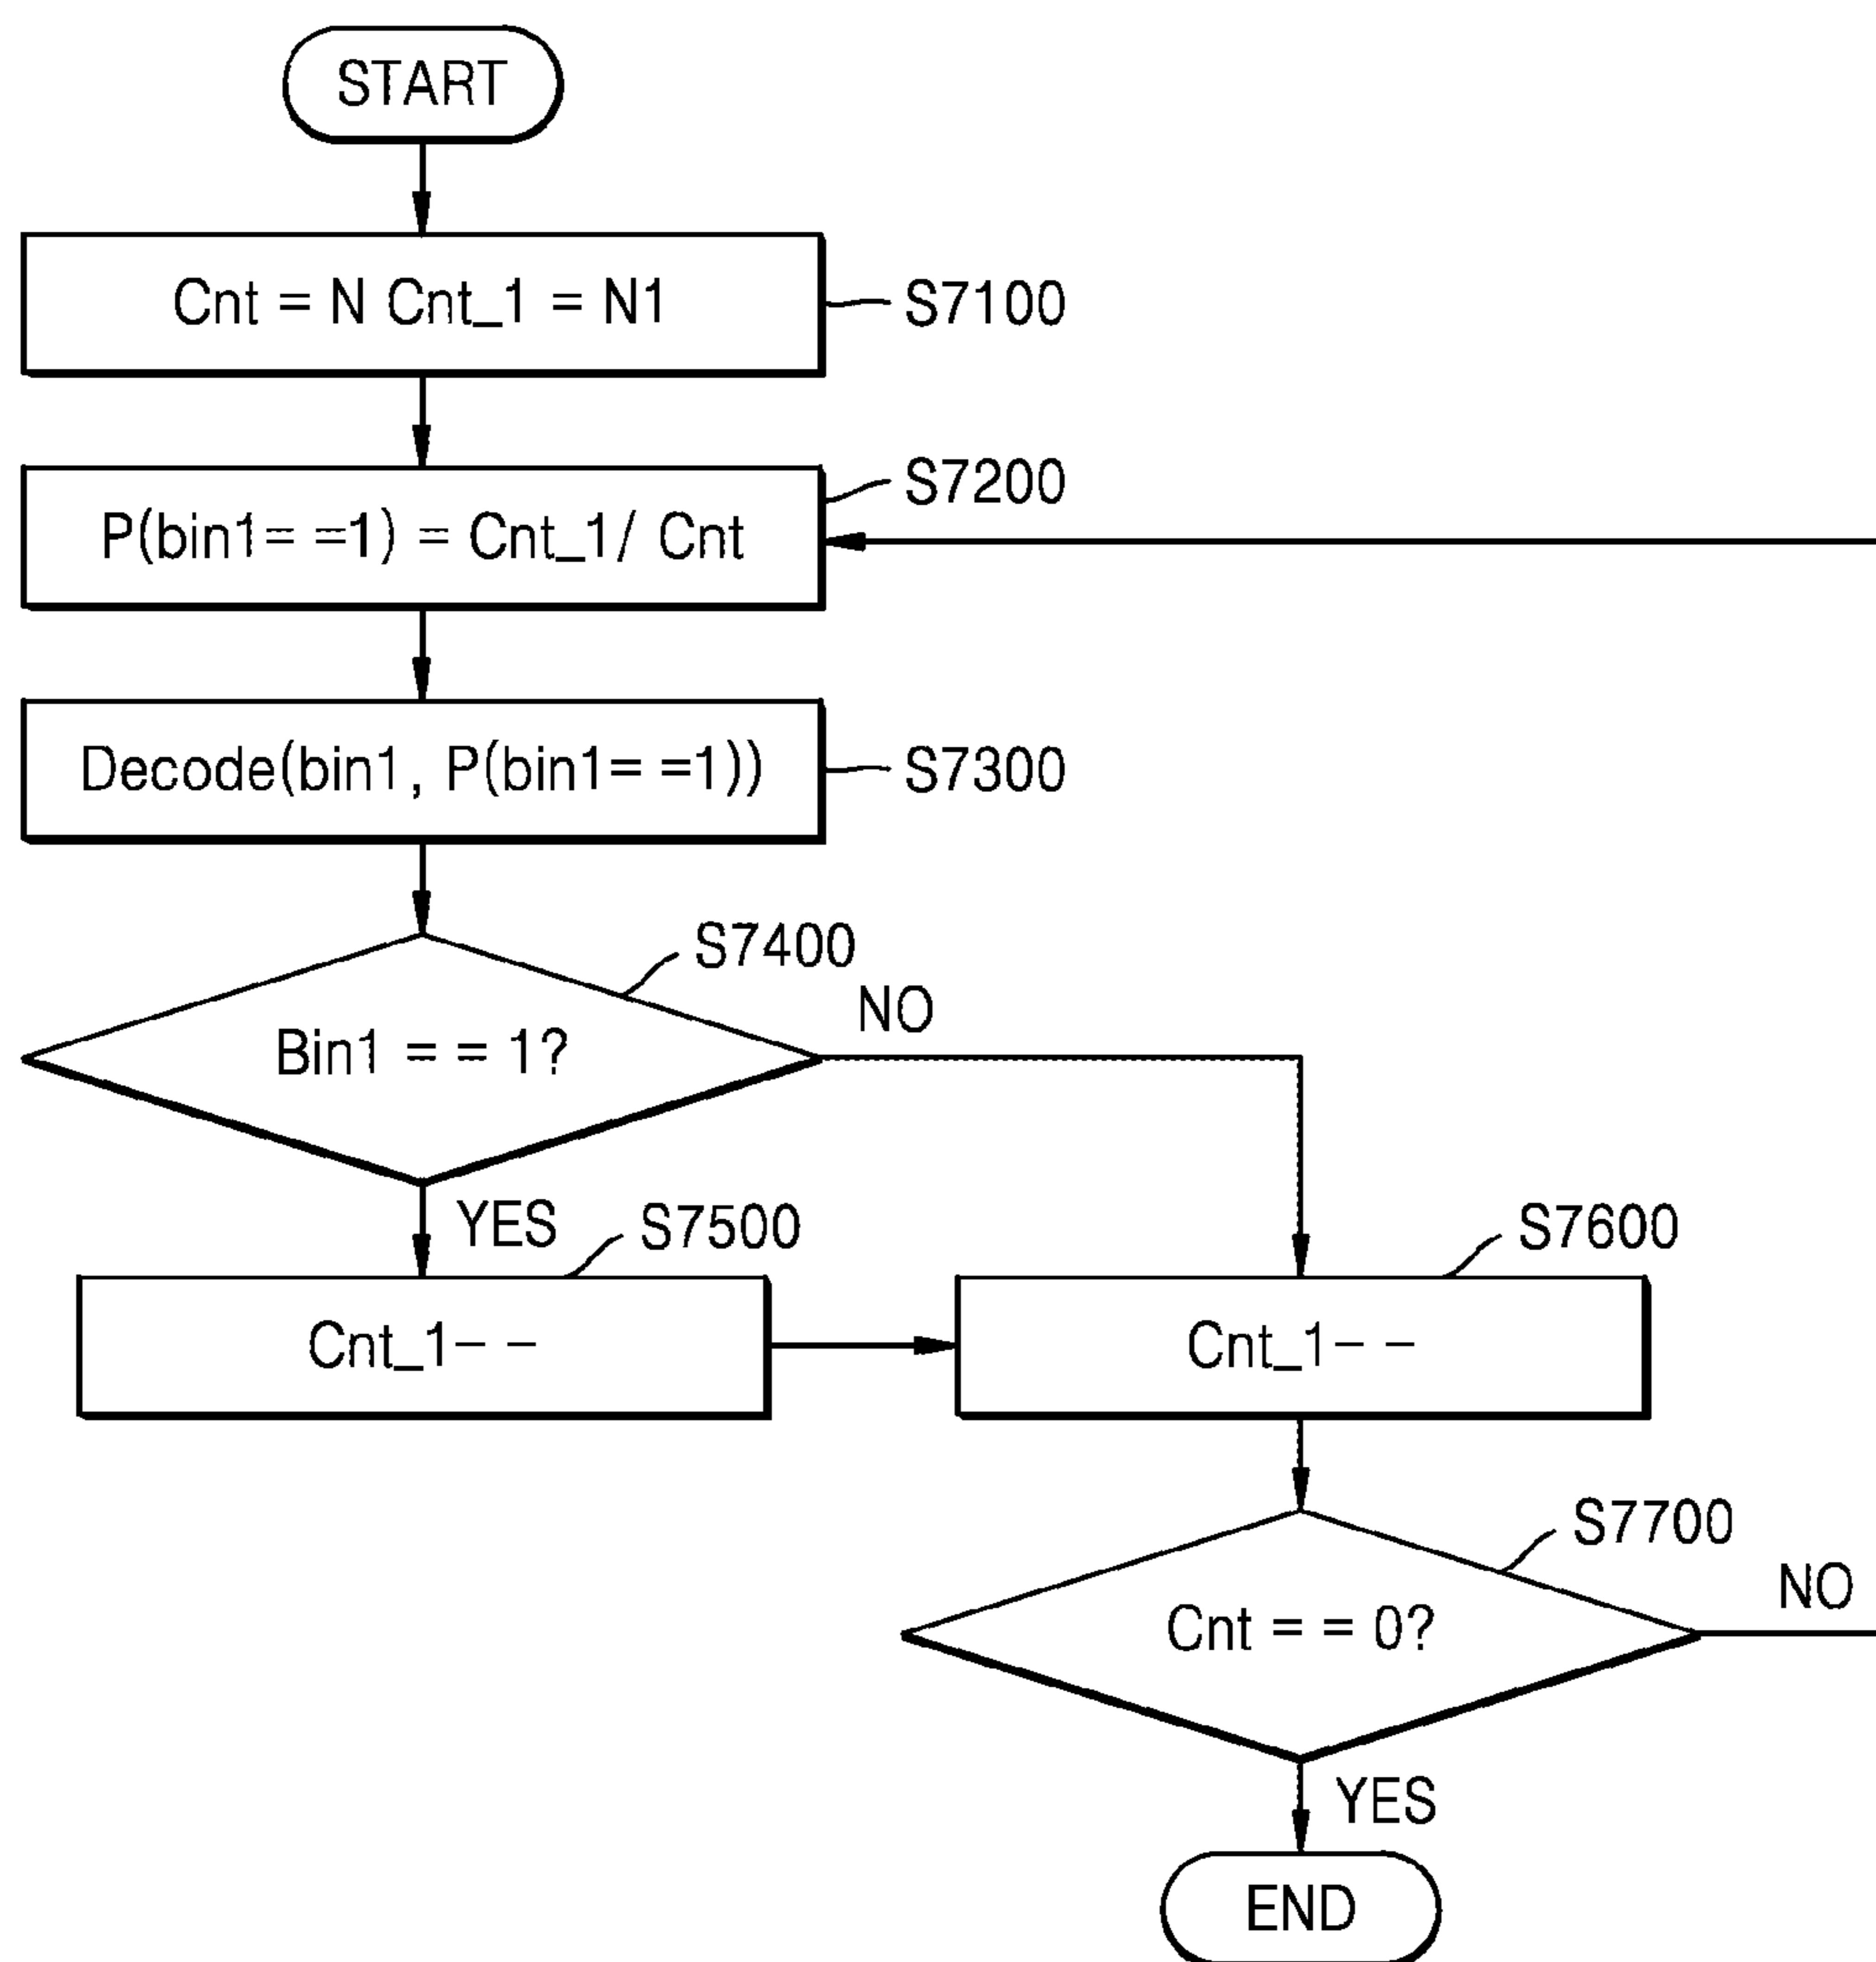 START
Cnt = N Cnt_1 = N1
S7100
S7200
P(bin1= =1) = Cnt_1/ Cnt
Decode(bin1, P(bin1= =1))
S7300
S7400
NO
Bin1 = = 1?
YES
S7500
S7600
Cnt_1– –
Cnt_1– –
S7700
NO
Cnt = = 0?
YES
END